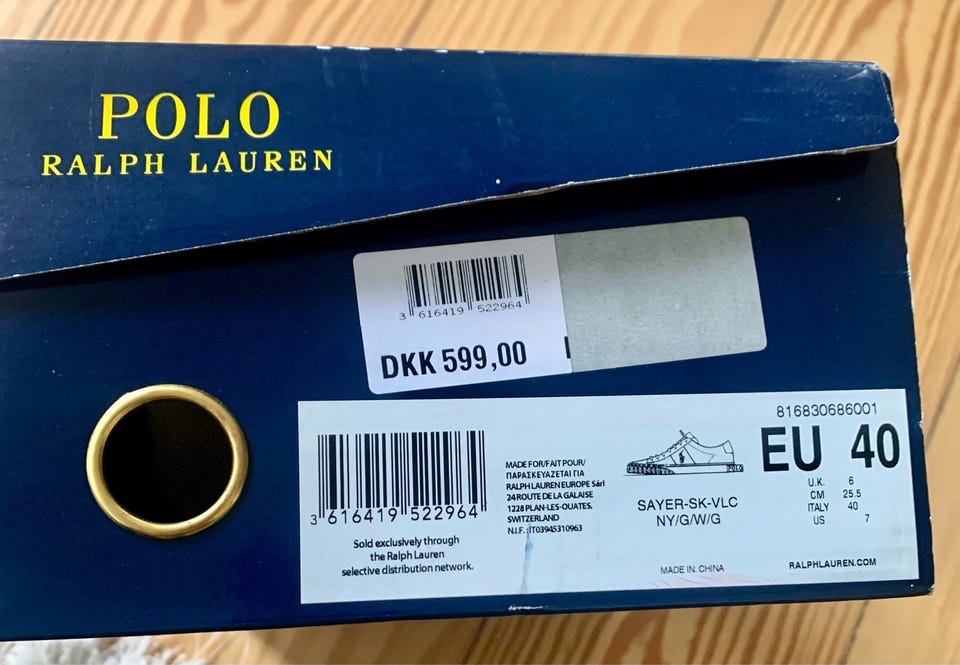 POLO
RALPH LAUREN
3 616419 522964
DKK 599,00
816830686001
EU 40
U.K. 6
CM 25.5
ITALY 40
US 7
3 616419 522964
Sold exclusively through
the Ralph Lauren
selective distribution network.
MADE FOR/FAIT POUR/
ΠΑΡΑΣΚΕΥΑΖΕΤΑΙ ΓΙΑ
RALPH LAUREN EUROPE Sárl
24 ROUTE DE LA GALAISE
1228 PLAN-LES-OUATES,
SWITZERLAND
N.I.F.: IT03945310963
POLO
SAYER-SK-VLC
NY/G/W/G
MADE IN: CHINA
RALPHLAUREN.COM